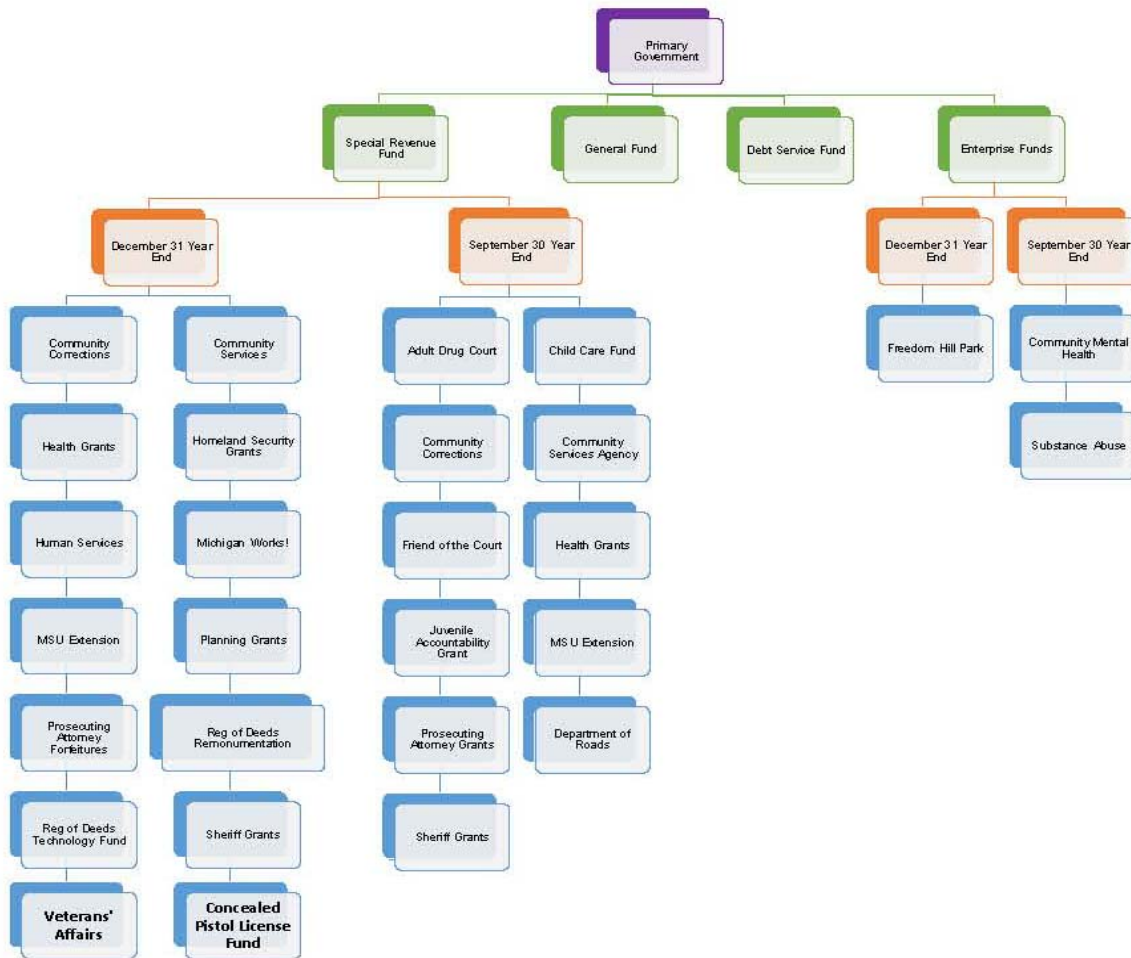 Primary
Government
Special Revenue
Fund
General Fund
Debt Service Fund
Enterprise Funds
December 31 Year
End
September 30 Year
End
December 31 Year
End
September 30 Year
End
Community
Corrections
Community
Services
Adult Drug Court
Child Care Fund
Freedom Hill Park
Community Mental
Health
Health Grants
Homeland Security
Grants
Community
Corrections
Community
Services Agency
Substance Abuse
Human Services
Michigan Works!
Friend of the Court
Health Grants
MSU Extension
Planning Grants
Juvenile
Accountability
Grant
MSU Extension
Prosecuting
Attorney
Forfeitures
Reg of Deeds
Remonumentation
Prosecuting
Attorney Grants
Department of
Roads
Reg of Deeds
Technology Fund
Sheriff Grants
Sheriff Grants
Veterans'
Affairs
Concealed
Pistol License
Fund